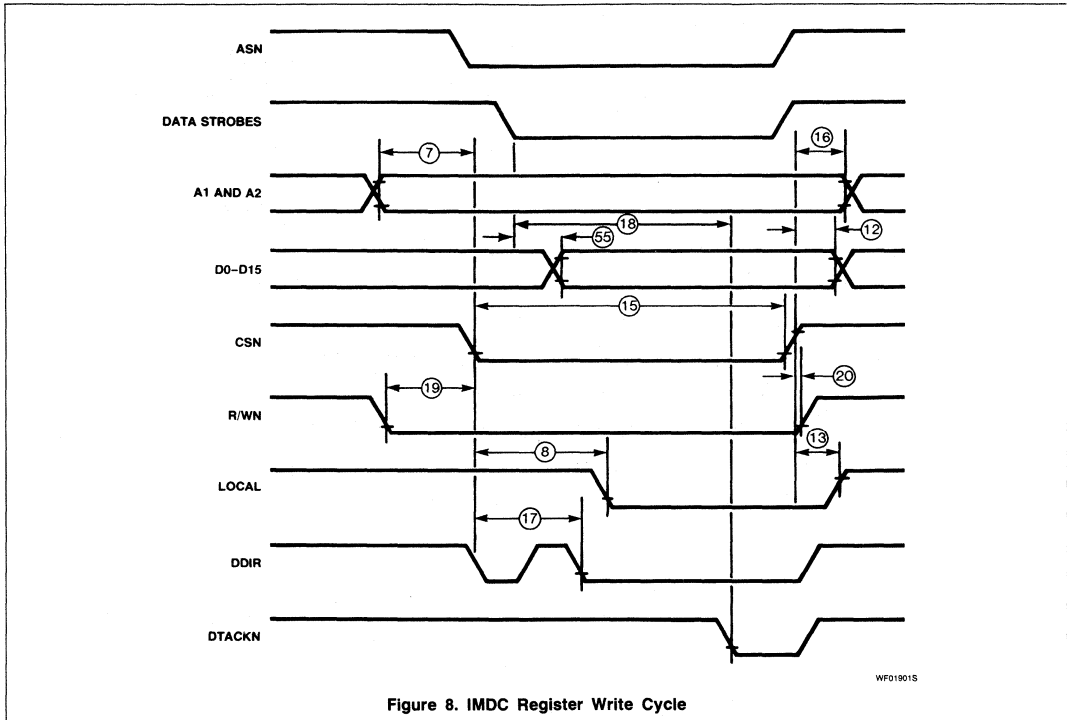 ASN
DATA STROBES
16
7
A1 AND A2
18
12
55
D0–D15
15
CSN
20
19
R/WN
13
8
LOCAL
17
DDIR
DTACKN
WF01901S
Figure 8. IMDC Register Write Cycle